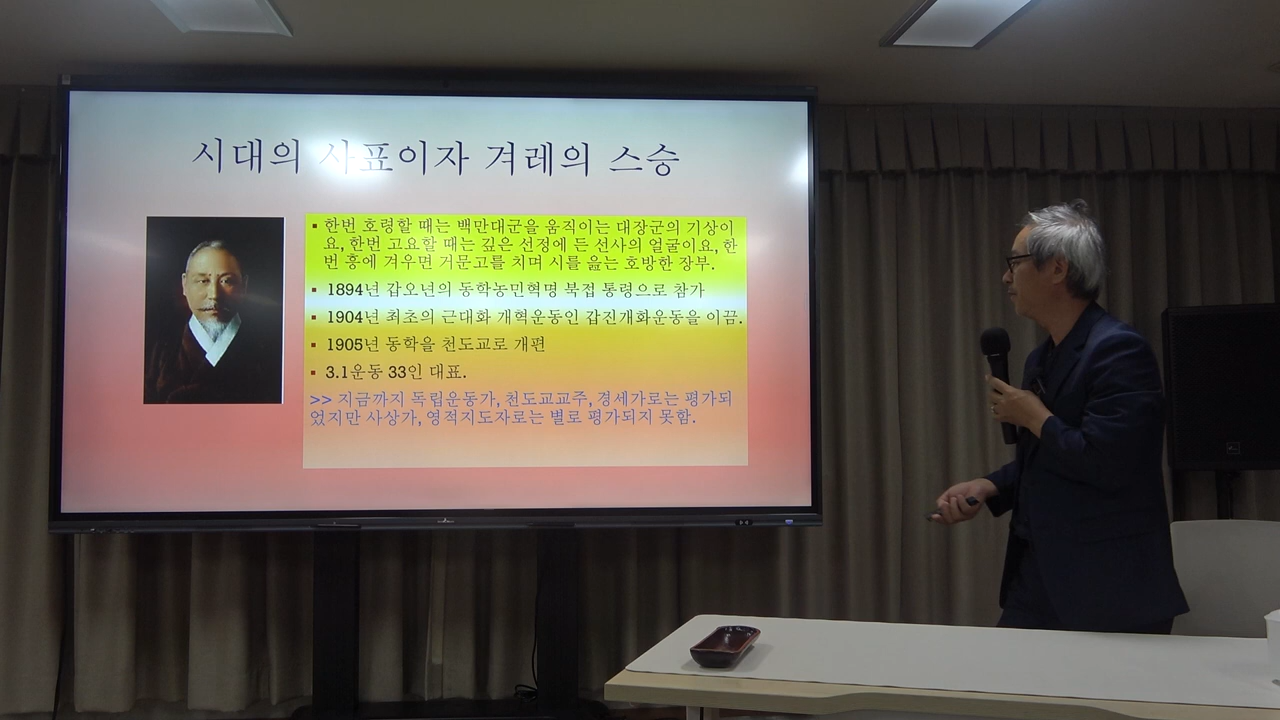 시대의 사표이자 겨레의 스승
▪ 한번 호령할 때는 백만대군을 움직이는 대장군의 기상이
요, 한번 고요할 때는 깊은 선정에 든 선사의 얼굴이요, 한
번 흥에 겨우면 거문고를 치며 시를 읊는 호방한 장부.
▪ 1894년 갑오년의 동학농민혁명 북접 통령으로 참가
▪ 1904년 최초의 근대화 개혁운동인 갑진개화운동을 이끔.
▪ 1905년 동학을 천도교로 개편
▪ 3.1운동 33인 대표.
>> 지금까지 독립운동가, 천도교교주, 경세가로는 평가되
었지만 사상가, 영적지도자로는 별로 평가되지 못함.